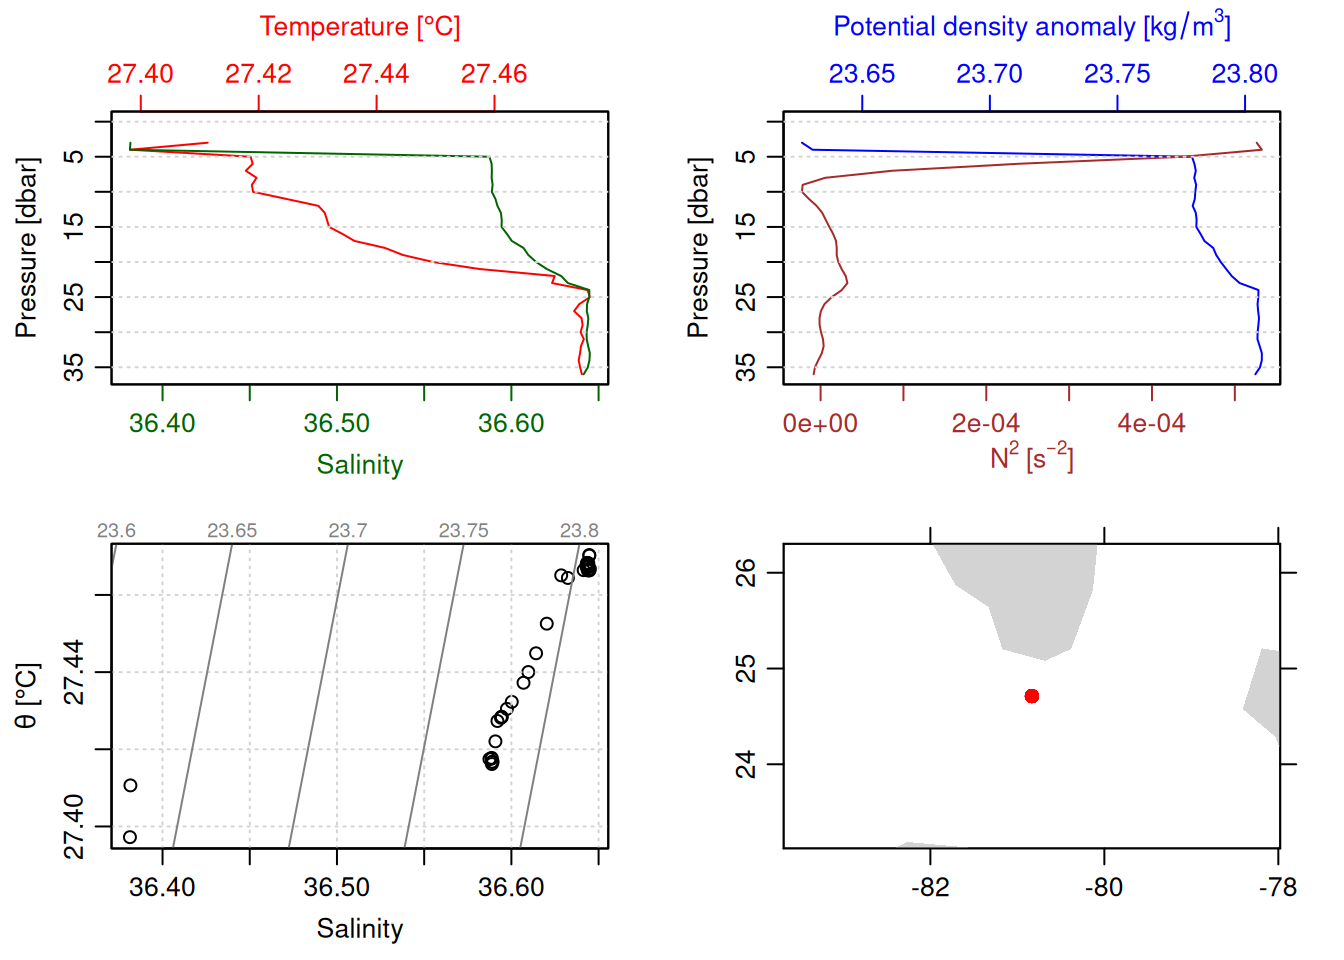 Temperature [°C]
27.40 27.42 27.44 27.46
Pressure [dbar]
5 15 25 35
36.40 36.50 36.60
Salinity
Potential density anomaly [kg/m³]
23.65 23.70 23.75 23.80
Pressure [dbar]
5 15 25 35
0e+00 2e-04 4e-04
N² [s⁻²]
23.6 23.65 23.7 23.75 23.8
θ [°C]
27.44
27.40
36.40 36.50 36.60
Salinity
26
25
24
-82 -80 -78